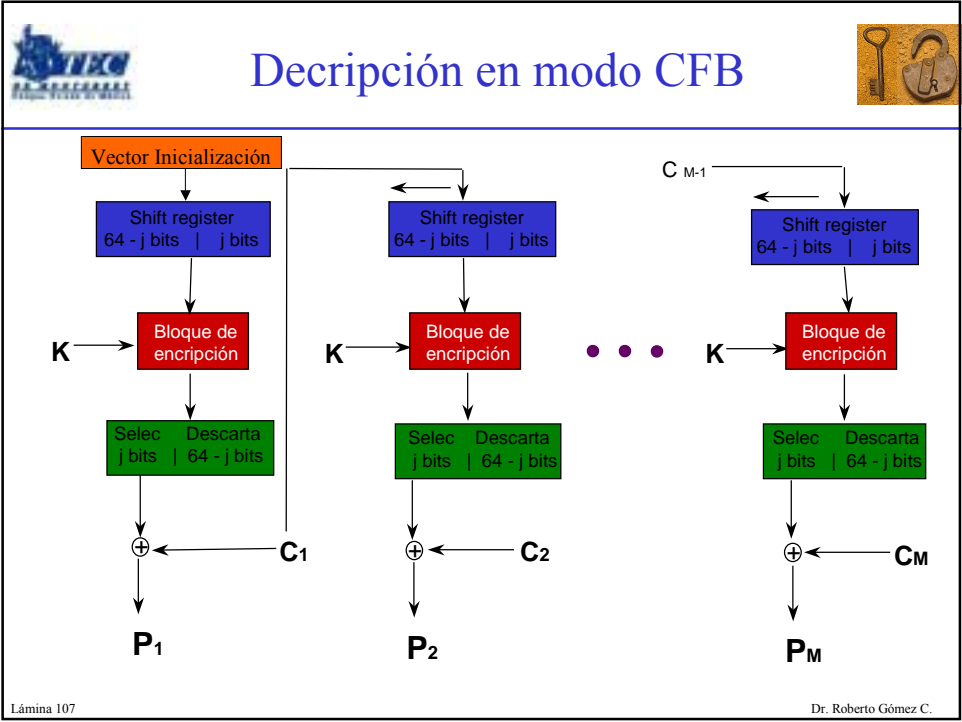 TEC
DE MONTERREY
Decripción en modo CFB
Vector Inicialización
Shift register
64 - j bits | j bits
Bloque de
encripción
K
Selec Descarta
j bits | 64 - j bits
C1
P1
Shift register
64 - j bits | j bits
Bloque de
encripción
K
Selec Descarta
j bits | 64 - j bits
C2
P2
C M-1
Shift register
64 - j bits | j bits
Bloque de
encripción
K
Selec Descarta
j bits | 64 - j bits
CM
PM
Lámina 107
Dr. Roberto Gómez C.